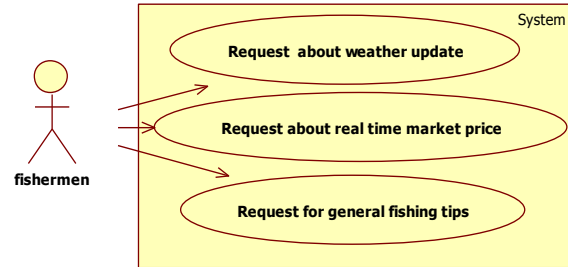 System
Request  about weather update
Request about real time market price
fishermen
Request for general fishing tips